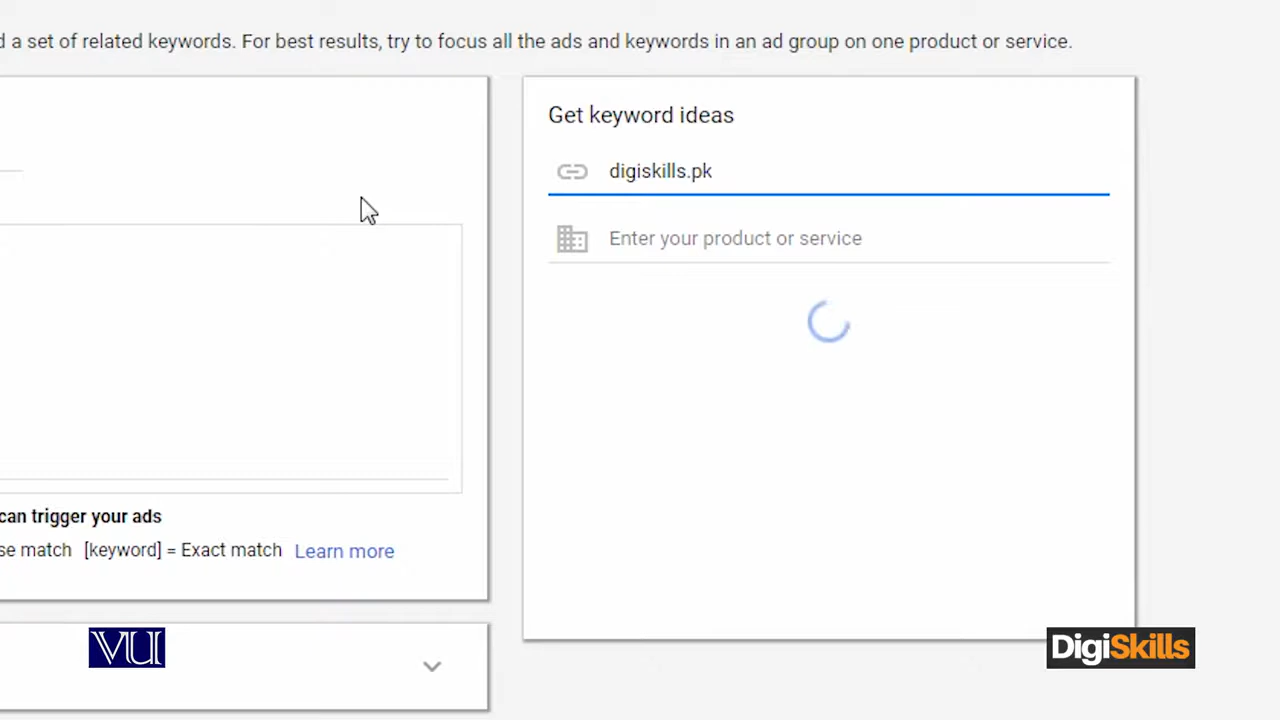 d a set of related keywords. For best results, try to focus all the ads and keywords in an ad group on one product or service.
Get keyword ideas
digiskills.pk
Enter your product or service
can trigger your ads
se match [keyword] = Exact match Learn more
VU
DigiSkills